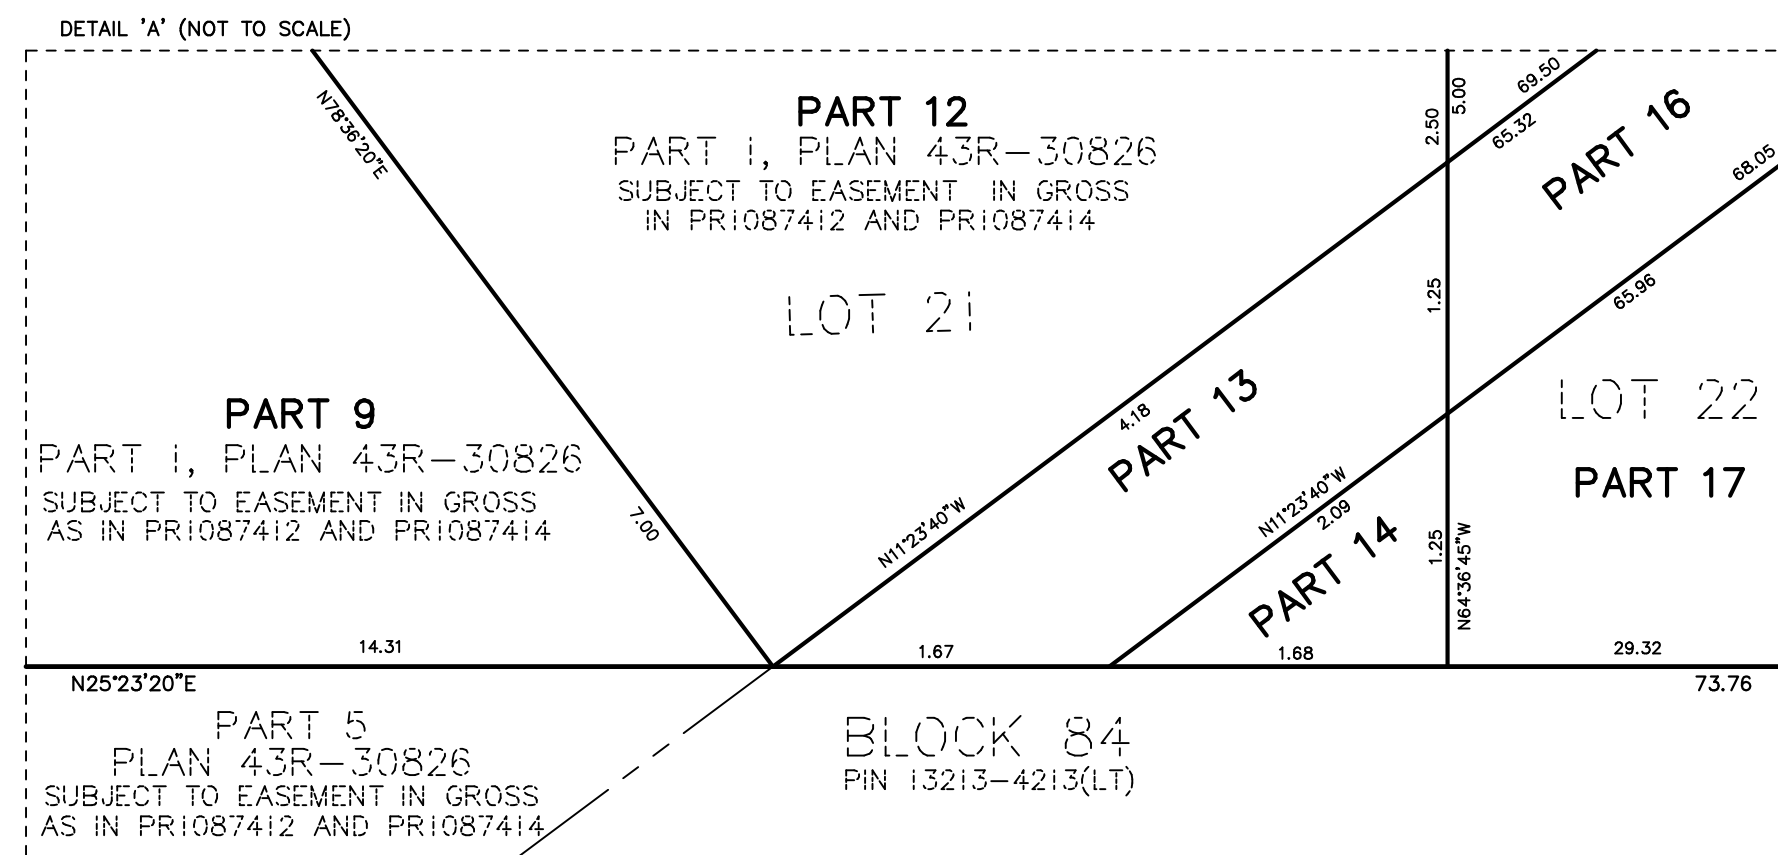 DETAIL 'A' (NOT TO SCALE)
N78°36'20"E
PART 12
PART 1, PLAN 43R-30826
SUBJECT TO EASEMENT IN GROSS
IN PR1087412 AND PR1087414
LOT 21
2.50
5.00
69.50
65.32
PART 16
68.05
1.25
65.96
PART 9
PART 1, PLAN 43R-30826
SUBJECT TO EASEMENT IN GROSS
AS IN PR1087412 AND PR1087414
7.00
4.18
PART 13
N11°23'40"W
N11°23'40"W
2.09
PART 14
LOT 22
PART 17
1.25
N64°36'45"W
14.31
1.67
1.68
29.32
N25°23'20"E
73.76
PART 5
PLAN 43R-30826
SUBJECT TO EASEMENT IN GROSS
AS IN PR1087412 AND PR1087414
BLOCK 84
PIN 13213-4213(LT)